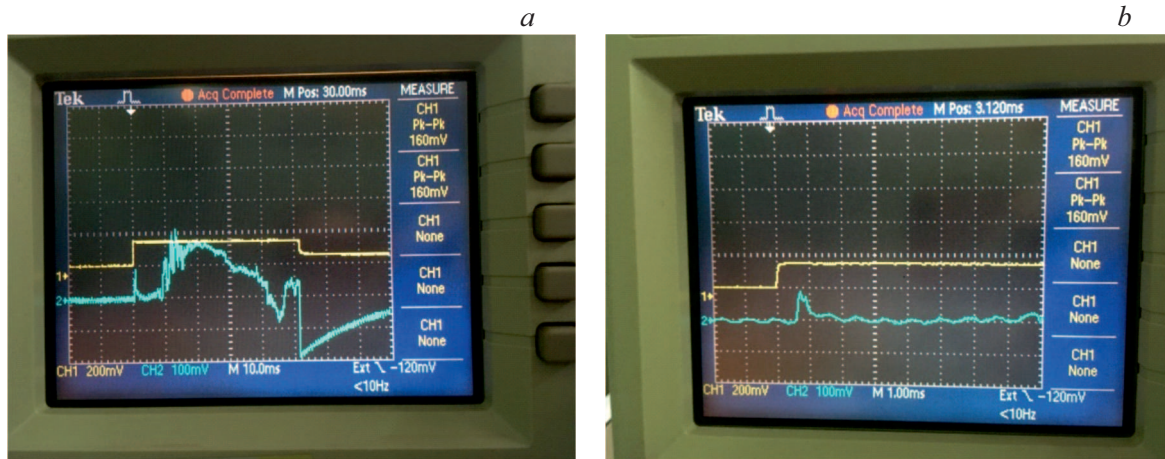 a
b
Tek
Acq Complete
M Pos: 30.00ms
MEASURE
CH1
Pk-Pk
160mV
CH1
Pk-Pk
160mV
CH1
None
CH1
None
CH1
None
1
2
CH1 200mV
CH2 100mV
M 10.0ms
Ext
-120mV
<10Hz
Tek
Acq Complete
M Pos: 3.120ms
MEASURE
CH1
Pk-Pk
160mV
CH1
Pk-Pk
160mV
CH1
None
CH1
None
CH1
None
1
2
CH1 200mV
CH2 100mV
M 1.00ms
Ext
-120mV
<10Hz